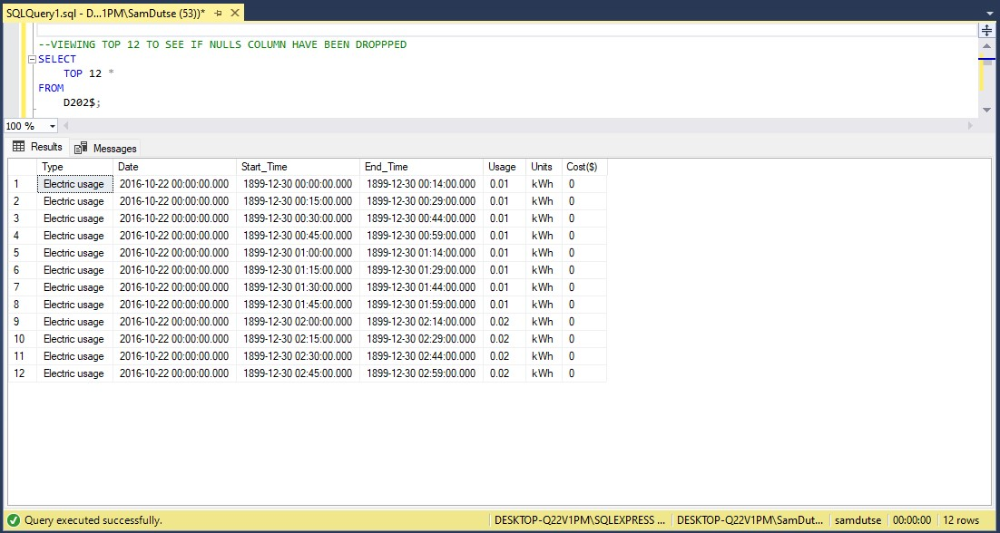 SQLQuery1.sql - D...1PM\SamDutse (53))*
--VIEWING TOP 12 TO SEE IF NULLS COLUMN HAVE BEEN DROPPPED
SELECT
TOP 12 *
FROM
D202$;
100 %
Results Messages
Type Date Start_Time End_Time Usage Units Cost($)
1 Electric usage 2016-10-22 00:00:00.000 1899-12-30 00:00:00.000 1899-12-30 00:14:00.000 0.01 kWh 0
2 Electric usage 2016-10-22 00:00:00.000 1899-12-30 00:15:00.000 1899-12-30 00:29:00.000 0.01 kWh 0
3 Electric usage 2016-10-22 00:00:00.000 1899-12-30 00:30:00.000 1899-12-30 00:44:00.000 0.01 kWh 0
4 Electric usage 2016-10-22 00:00:00.000 1899-12-30 00:45:00.000 1899-12-30 00:59:00.000 0.01 kWh 0
5 Electric usage 2016-10-22 00:00:00.000 1899-12-30 01:00:00.000 1899-12-30 01:14:00.000 0.01 kWh 0
6 Electric usage 2016-10-22 00:00:00.000 1899-12-30 01:15:00.000 1899-12-30 01:29:00.000 0.01 kWh 0
7 Electric usage 2016-10-22 00:00:00.000 1899-12-30 01:30:00.000 1899-12-30 01:44:00.000 0.01 kWh 0
8 Electric usage 2016-10-22 00:00:00.000 1899-12-30 01:45:00.000 1899-12-30 01:59:00.000 0.01 kWh 0
9 Electric usage 2016-10-22 00:00:00.000 1899-12-30 02:00:00.000 1899-12-30 02:14:00.000 0.02 kWh 0
10 Electric usage 2016-10-22 00:00:00.000 1899-12-30 02:15:00.000 1899-12-30 02:29:00.000 0.02 kWh 0
11 Electric usage 2016-10-22 00:00:00.000 1899-12-30 02:30:00.000 1899-12-30 02:44:00.000 0.02 kWh 0
12 Electric usage 2016-10-22 00:00:00.000 1899-12-30 02:45:00.000 1899-12-30 02:59:00.000 0.02 kWh 0
Query executed successfully. DESKTOP-Q22V1PM\SQLEXPRESS ... DESKTOP-Q22V1PM\SamDut... samdutse 00:00:00 12 rows